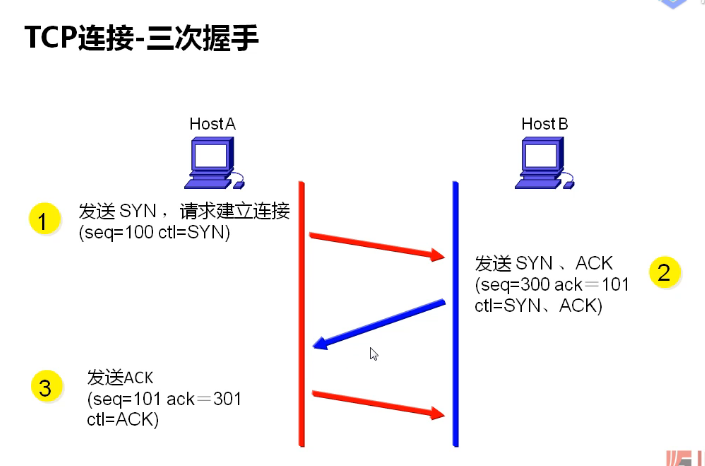 TCP连接-三次握手
Host A
Host B
1
发送 SYN ，请求建立连接
(seq=100 ctl=SYN)
发送 SYN 、ACK
(seq=300 ack＝101
ctl=SYN、ACK)
2
3
发送ACK
(seq=101 ack＝301
ctl=ACK)